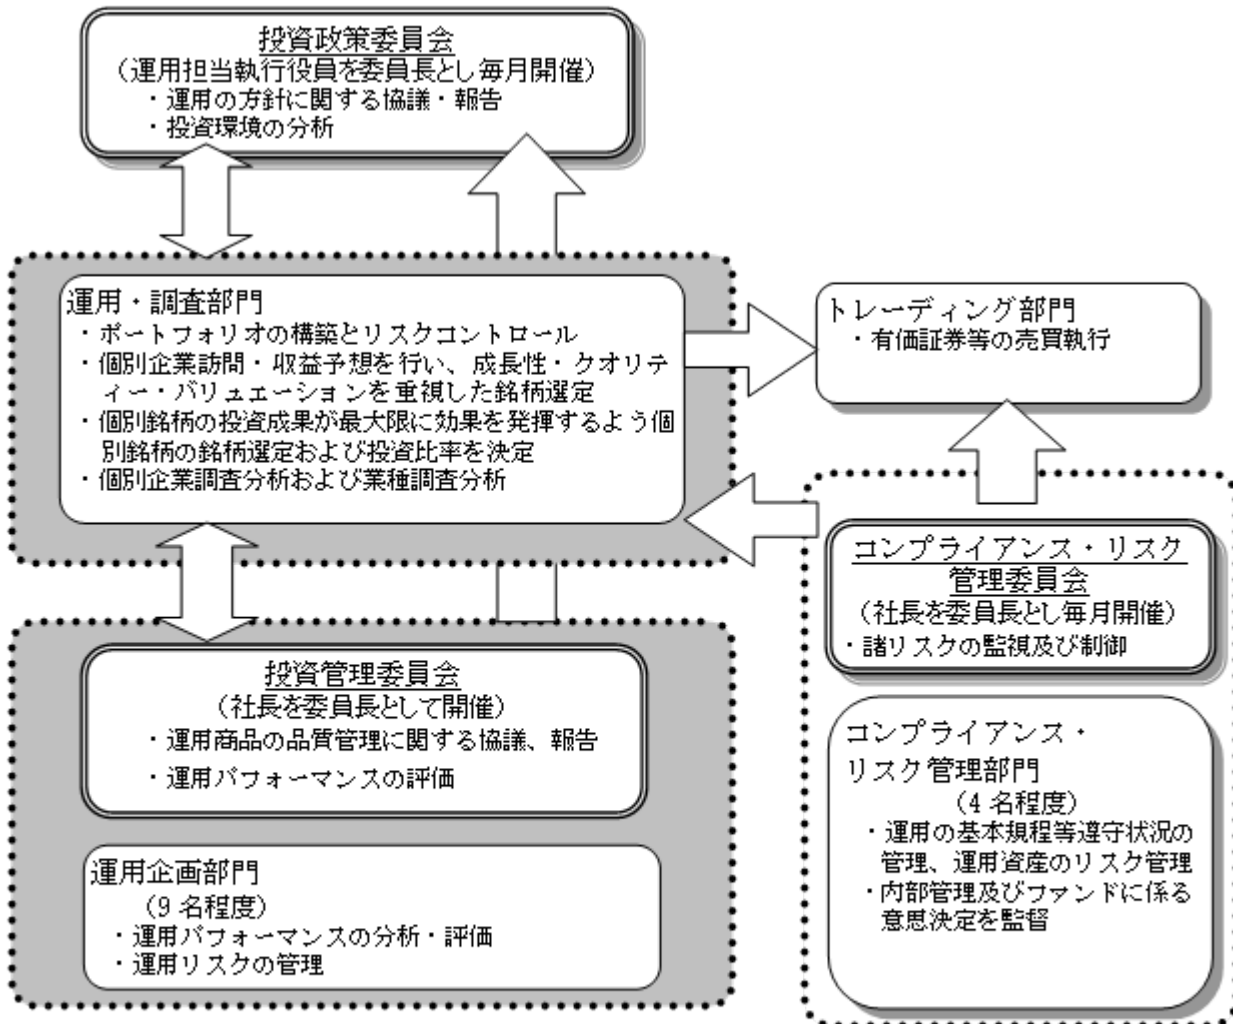 投資政策委員会
（運用担当執行役員を委員長とし毎月開催）
・運用の方針に関する協議・報告
・投資環境の分析
運用・調査部門
・ポートフォリオの構築とリスクコントロール
・個別企業訪問・収益予想を行い、成長性・クオリテ
ィー・バリュエーションを重視した銘柄選定
・個別銘柄の投資成果が最大限に効果を発揮するよう個
別銘柄の銘柄選定および投資比率を決定
・個別企業調査分析および業種調査分析
トレーディング部門
・有価証券等の売買執行
コンプライアンス・リスク
管理委員会
（社長を委員長とし毎月開催）
・諸リスクの監視及び制御
コンプライアンス・
リスク管理部門
（4 名程度）
・運用の基本規程等遵守状況の
管理、運用資産のリスク管理
・内部管理及びファンドに係る
意思決定を監督
投資管理委員会
（社長を委員長として開催）
・運用商品の品質管理に関する協議、報告
・運用パフォーマンスの評価
運用企画部門
（9 名程度）
・運用パフォーマンスの分析・評価
・運用リスクの管理